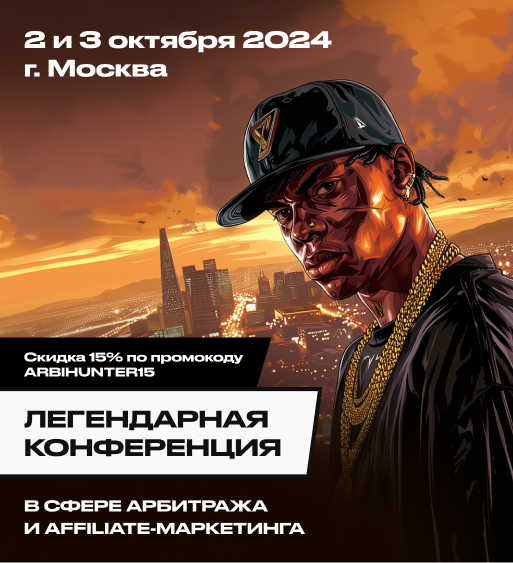 2 и 3 октября 2024
г. Москва
Скидка 15% по промокоду
ARBIHUNTER15
ЛЕГЕНДАРНАЯ
КОНФЕРЕНЦИЯ
В СФЕРЕ АРБИТРАЖА
И AFFILIATE-МАРКЕТИНГА